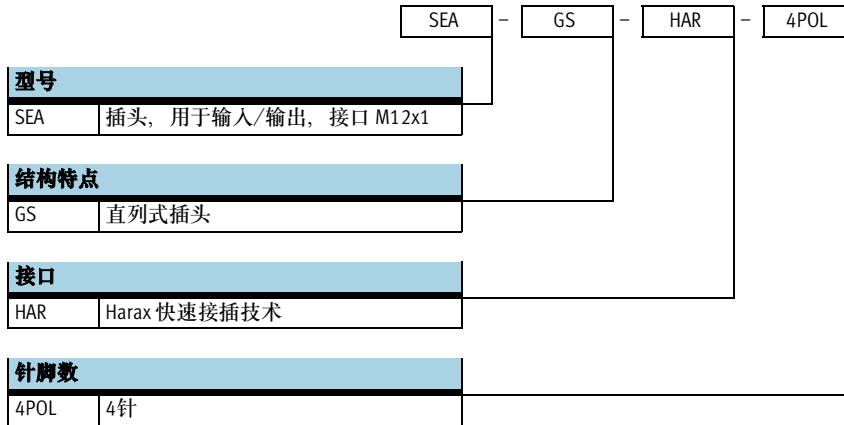 SEA – GS – HAR – 4POL
型号
SEA 插头, 用于输入/输出, 接口 M12x1
结构特点
GS 直列式插头
接口
HAR Harax 快速接插技术
针脚数
4POL 4针